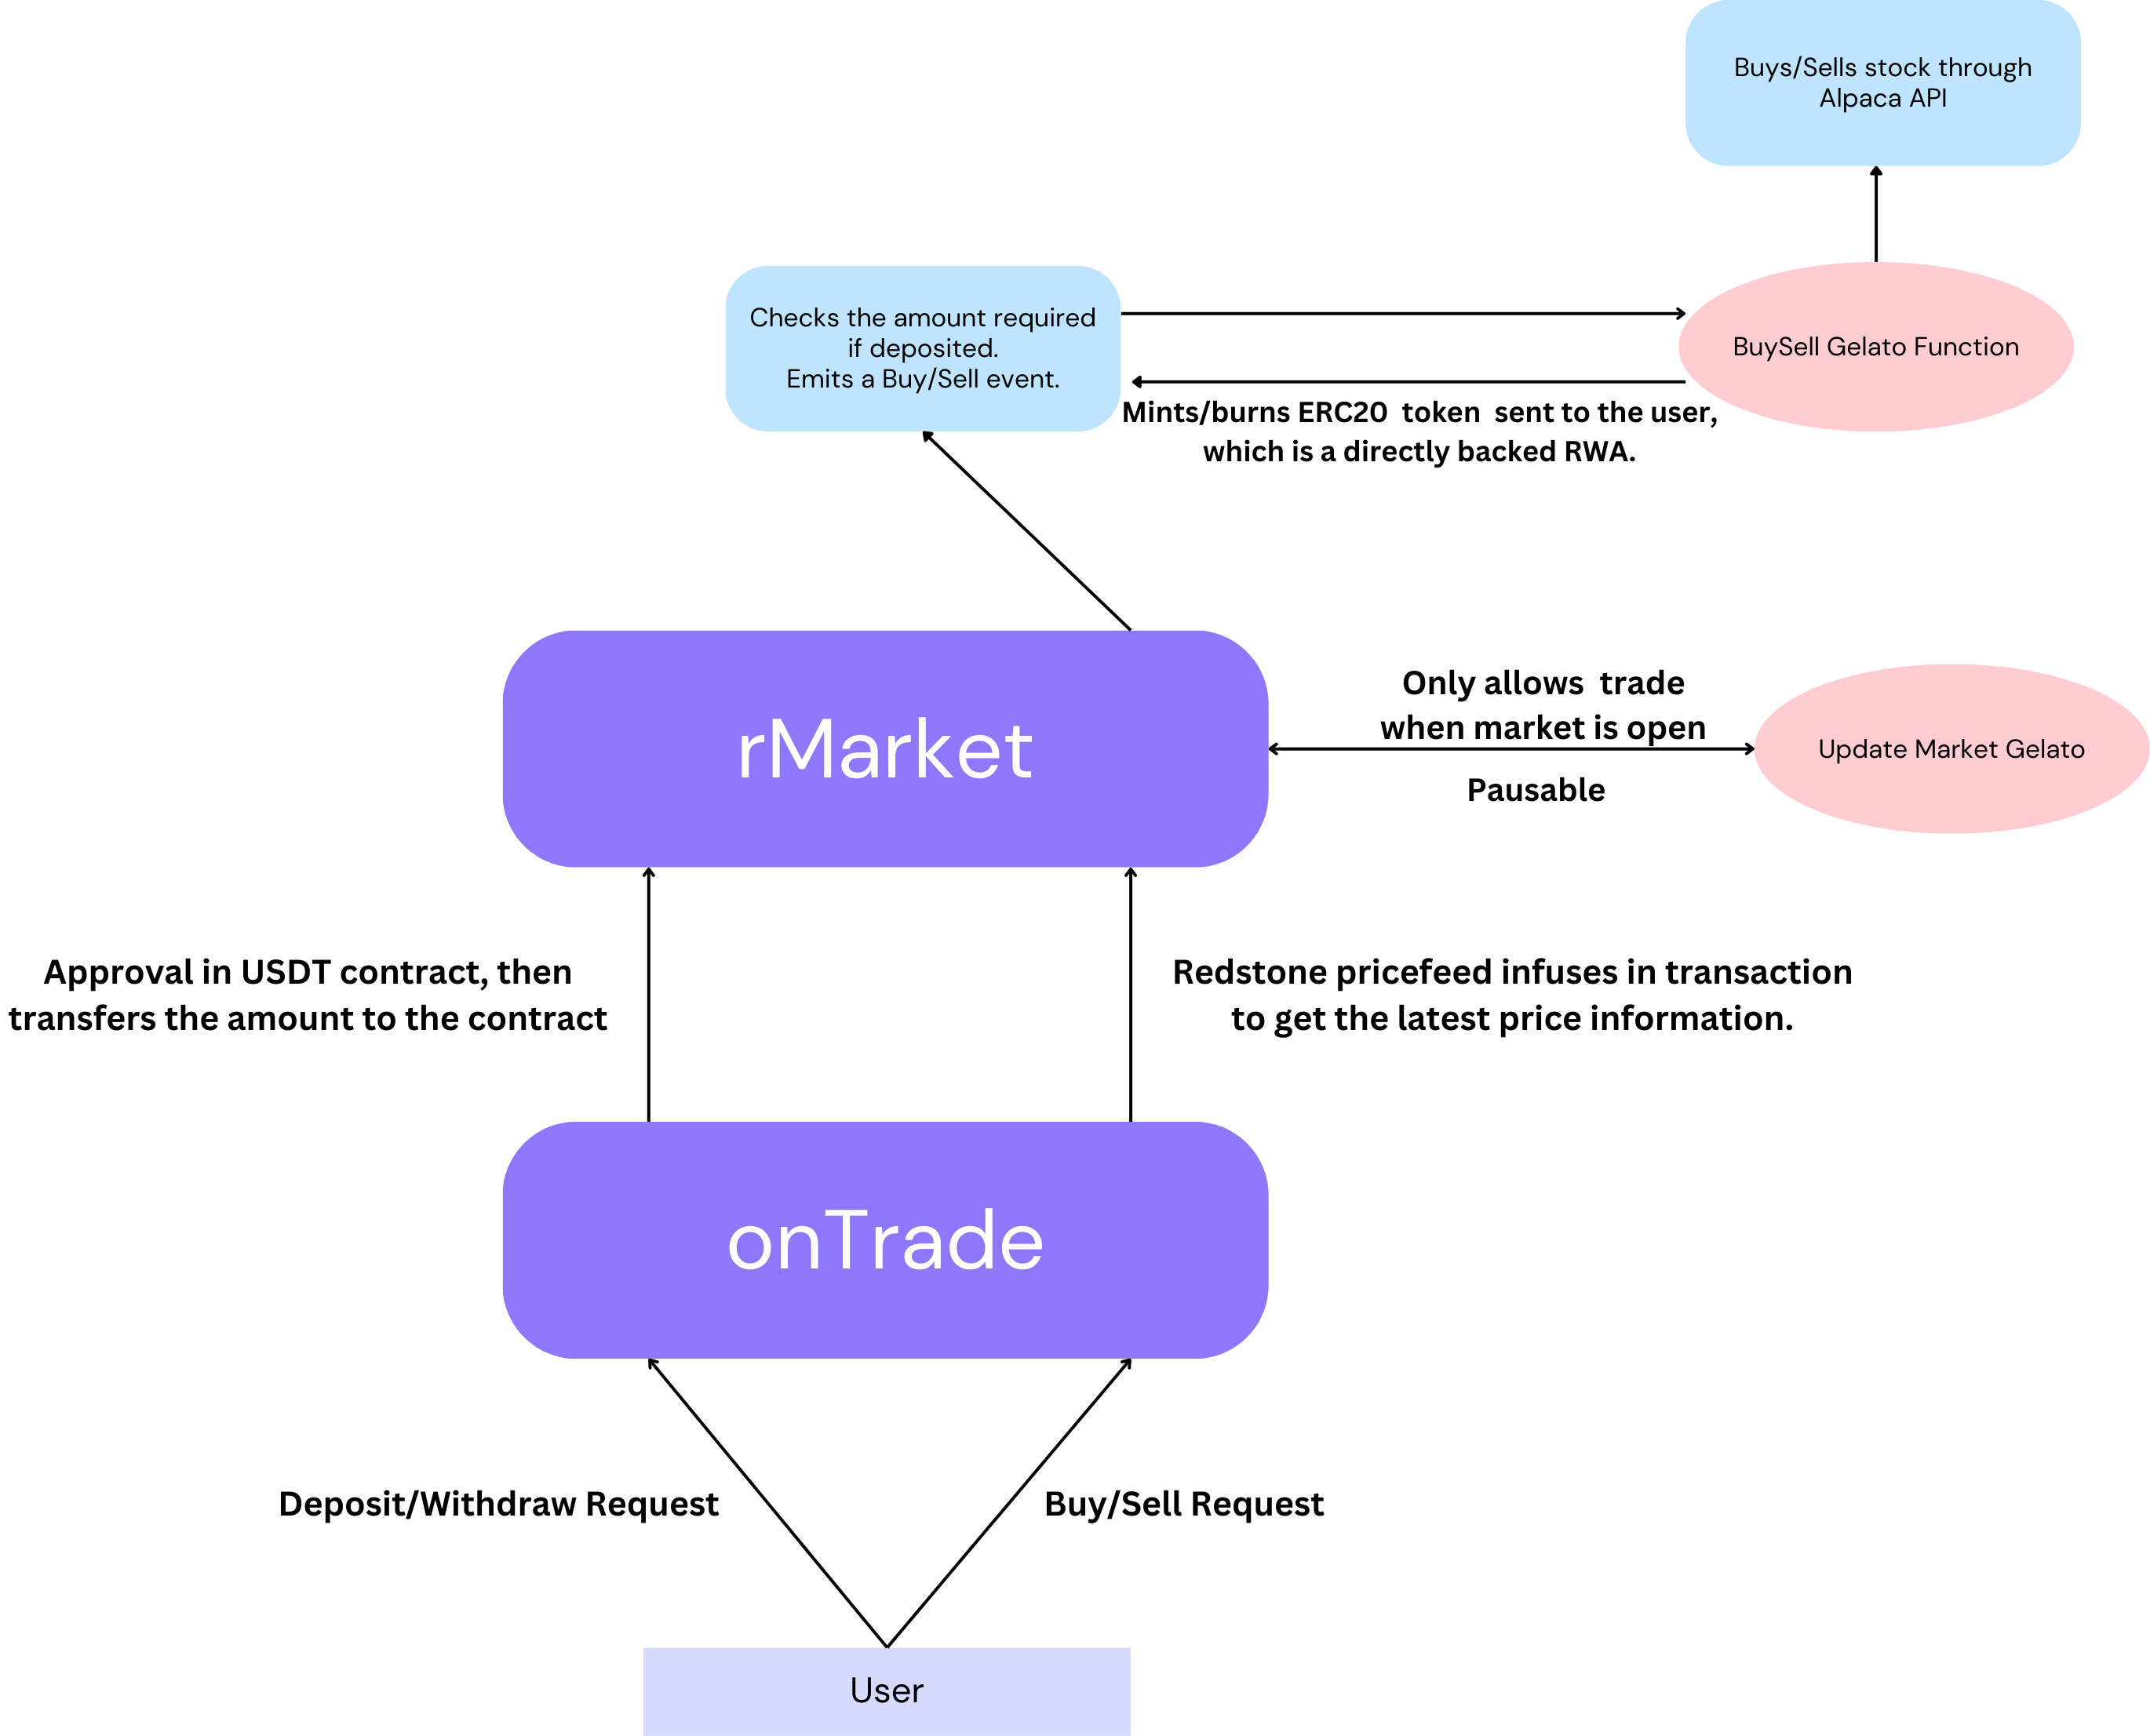 Buys/Sells stock through
Alpaca API
Checks the amount required
if deposited.
Emits a Buy/Sell event.
BuySell Gelato Function
Mints/burns ERC20 token sent to the user,
which is a directly backed RWA.
rMarket
Only allows trade
when market is open
Pausable
Update Market Gelato
Approval in USDT contract, then
transfers the amount to the contract
Redstone pricefeed infuses in transaction
to get the latest price information.
onTrade
Deposit/Withdraw Request
Buy/Sell Request
User